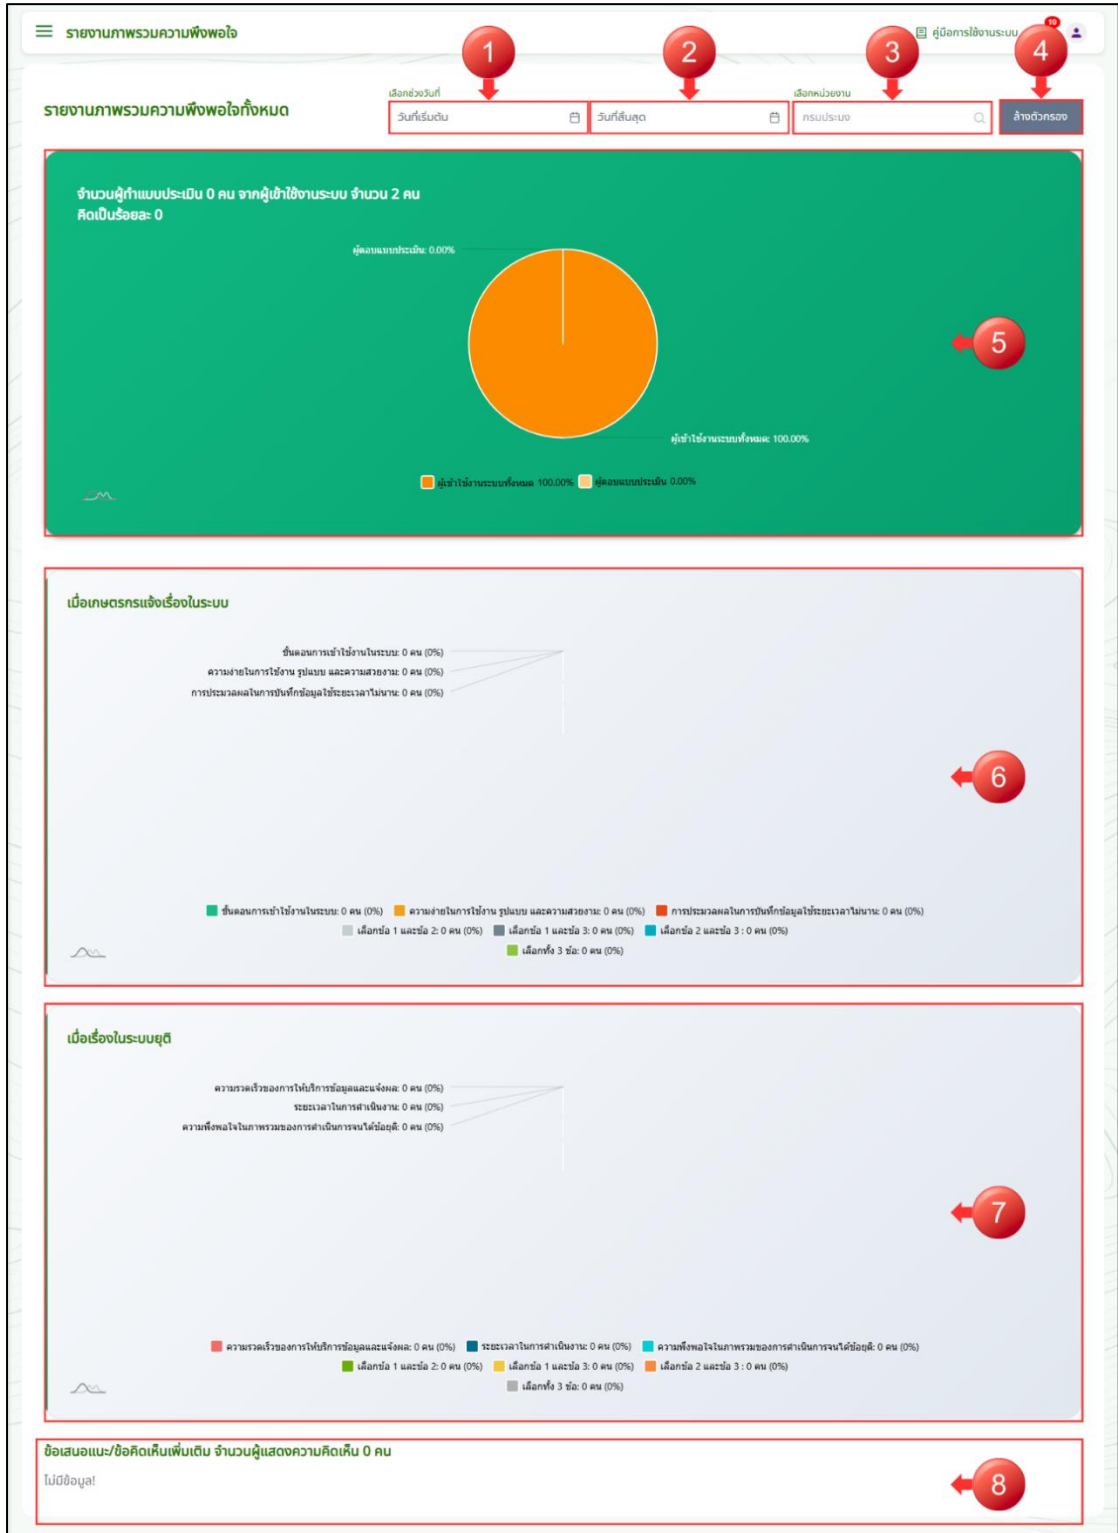 รายงานภาพรวมความพึงพอใจ
คู่มือการใช้งานระบบ
10
1
2
3
4
รายงานภาพรวมความพึงพอใจทั้งหมด
เลือกช่วงวันที่
วันที่เริ่มต้น
วันที่สิ้นสุด
เลือกหน่วยงาน
กรมประมง
ล้างตัวกรอง
จำนวนผู้ทำแบบประเมิน 0 คน จากผู้เข้าใช้งานระบบ จำนวน 2 คน
คิดเป็นร้อยละ 0
ผู้ตอบแบบประเมิน: 0.00%
5
ผู้เข้าใช้งานระบบทั้งหมด: 100.00%
ผู้เข้าใช้งานระบบทั้งหมด 100.00% ผู้ตอบแบบประเมิน 0.00%
เมื่อเกษตรกรแจ้งเรื่องในระบบ
ขั้นตอนการเข้าใช้งานในระบบ: 0 คน (0%)
ความง่ายในการใช้งาน รูปแบบ และความสวยงาม: 0 คน (0%)
การประมวลผลในการบันทึกข้อมูลใช้ระยะเวลาไม่นาน: 0 คน (0%)
6
ขั้นตอนการเข้าใช้งานในระบบ: 0 คน (0%) ความง่ายในการใช้งาน รูปแบบ และความสวยงาม: 0 คน (0%) การประมวลผลในการบันทึกข้อมูลใช้ระยะเวลาไม่นาน: 0 คน (0%)
เลือกข้อ 1 และข้อ 2: 0 คน (0%) เลือกข้อ 1 และข้อ 3: 0 คน (0%) เลือกข้อ 2 และข้อ 3 : 0 คน (0%)
เลือกทั้ง 3 ข้อ: 0 คน (0%)
เมื่อเรื่องในระบบยุติ
ความรวดเร็วของการให้บริการข้อมูลและแจ้งผล: 0 คน (0%)
ระยะเวลาในการดำเนินงาน: 0 คน (0%)
ความพึงพอใจในภาพรวมของการดำเนินการจนได้ข้อยุติ: 0 คน (0%)
7
ความรวดเร็วของการให้บริการข้อมูลและแจ้งผล: 0 คน (0%) ระยะเวลาในการดำเนินงาน: 0 คน (0%) ความพึงพอใจในภาพรวมของการดำเนินการจนได้ข้อยุติ: 0 คน (0%)
เลือกข้อ 1 และข้อ 2: 0 คน (0%) เลือกข้อ 1 และข้อ 3: 0 คน (0%) เลือกข้อ 2 และข้อ 3 : 0 คน (0%)
เลือกทั้ง 3 ข้อ: 0 คน (0%)
ข้อเสนอแนะ/ข้อคิดเห็นเพิ่มเติม จำนวนผู้แสดงความคิดเห็น 0 คน
ไม่มีข้อมูล!
8